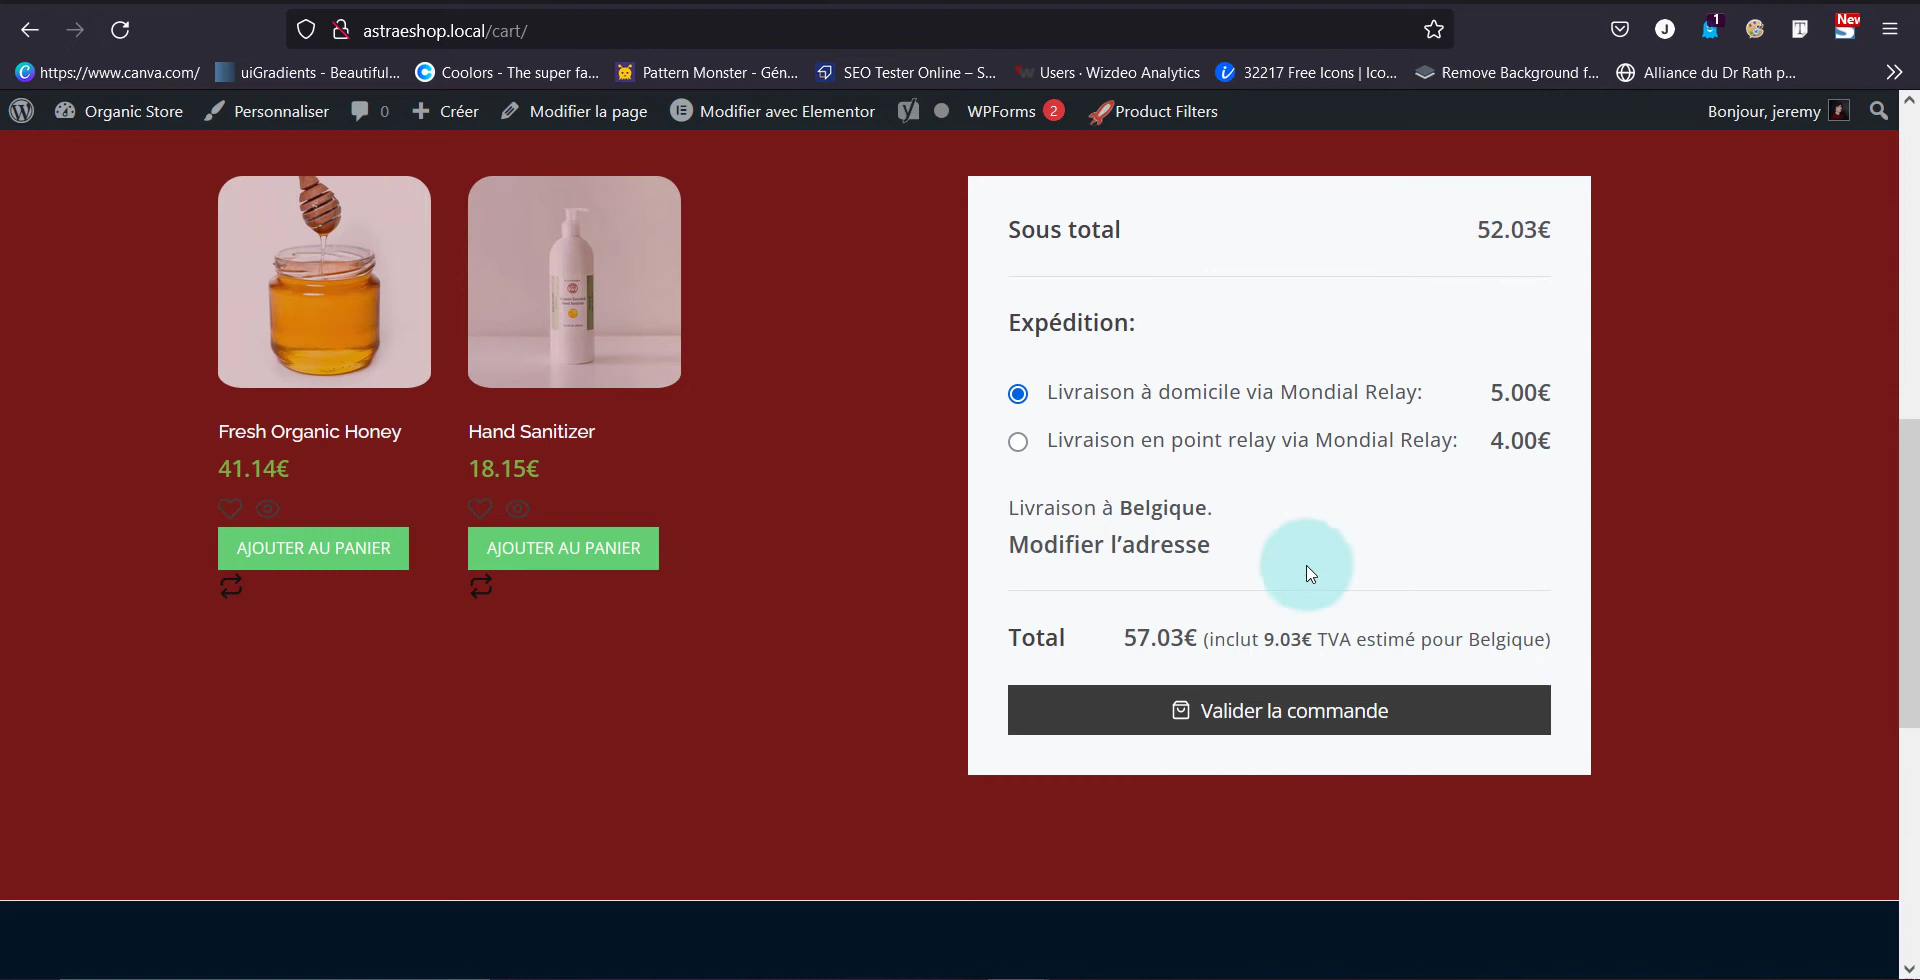 astraeshop.local/cart/
1
New
https://www.canva.com/
uiGradients - Beautiful...
Coolors - The super fa...
Pattern Monster - Gén...
SEO Tester Online – S...
Users · Wizdeo Analytics
32217 Free Icons | Ico...
Remove Background f...
Alliance du Dr Rath p...
Organic Store
Personnaliser
0
Créer
Modifier la page
Modifier avec Elementor
WPForms 2
Product Filters
Bonjour, jeremy
Fresh Organic Honey
41.14€
AJOUTER AU PANIER
Hand Sanitizer
18.15€
AJOUTER AU PANIER
Sous total 52.03€
Expédition:
Livraison à domicile via Mondial Relay: 5.00€
Livraison en point relay via Mondial Relay: 4.00€
Livraison à Belgique.
Modifier l’adresse
Total 57.03€ (inclut 9.03€ TVA estimé pour Belgique)
Valider la commande